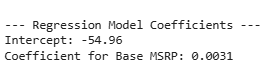 --- Regression Model Coefficients ---
Intercept: -54.96
Coefficient for Base MSRP: 0.0031